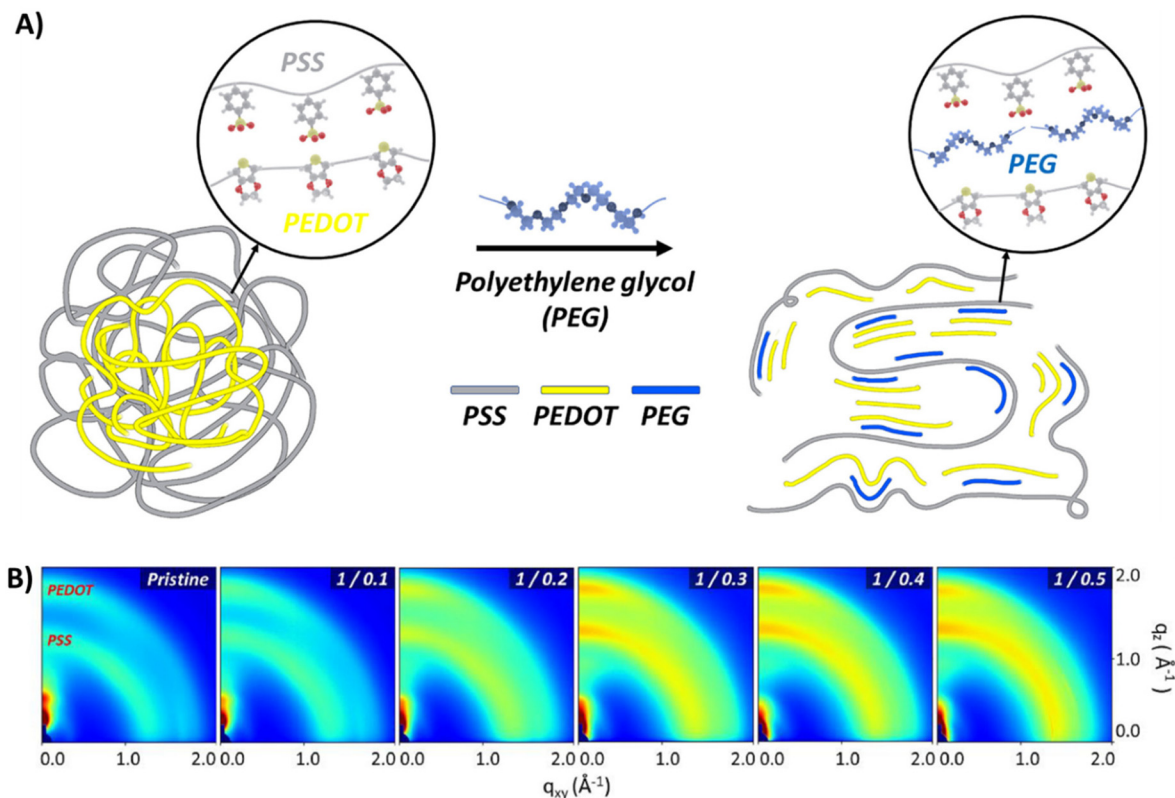 A)
PSS
PEDOT
Polyethylene glycol
(PEG)
PEG
PSS PEDOT PEG
B)
Pristine
1 / 0.1
1 / 0.2
1 / 0.3
1 / 0.4
1 / 0.5
PEDOT
PSS
2.0
1.0
0.0
qz (Å-1)
0.0 1.0 2.0 0.0 1.0 2.0 0.0 1.0 2.0 0.0 1.0 2.0 0.0 1.0 2.0 0.0 1.0 2.0
qxy (Å-1)